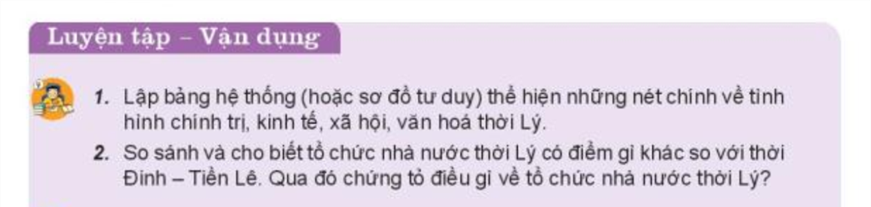 Luyện tập – Vận dụng
1. Lập bảng hệ thống (hoặc sơ đồ tư duy) thể hiện những nét chính về tình
hình chính trị, kinh tế, xã hội, văn hoá thời Lý.
2. So sánh và cho biết tổ chức nhà nước thời Lý có điểm gì khác so với thời
Đinh – Tiền Lê. Qua đó chứng tỏ điều gì về tổ chức nhà nước thời Lý?